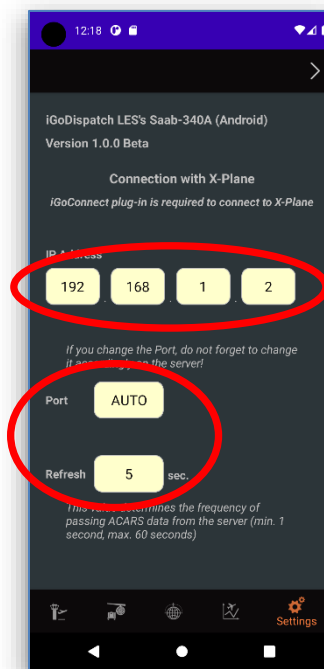 12:18
iGoDispatch LES's Saab-340A (Android)
Version 1.0.0 Beta
Connection with X-Plane
iGoConnect plug-in is required to connect to X-Plane
IP Address
192 . 168 . 1 . 2
If you change the Port, do not forget to change
it accordingly on the server!
Port AUTO
Refresh 5 sec.
This value determines the frequency of
passing ACARS data from the server (min. 1
second, max. 60 seconds)
Settings